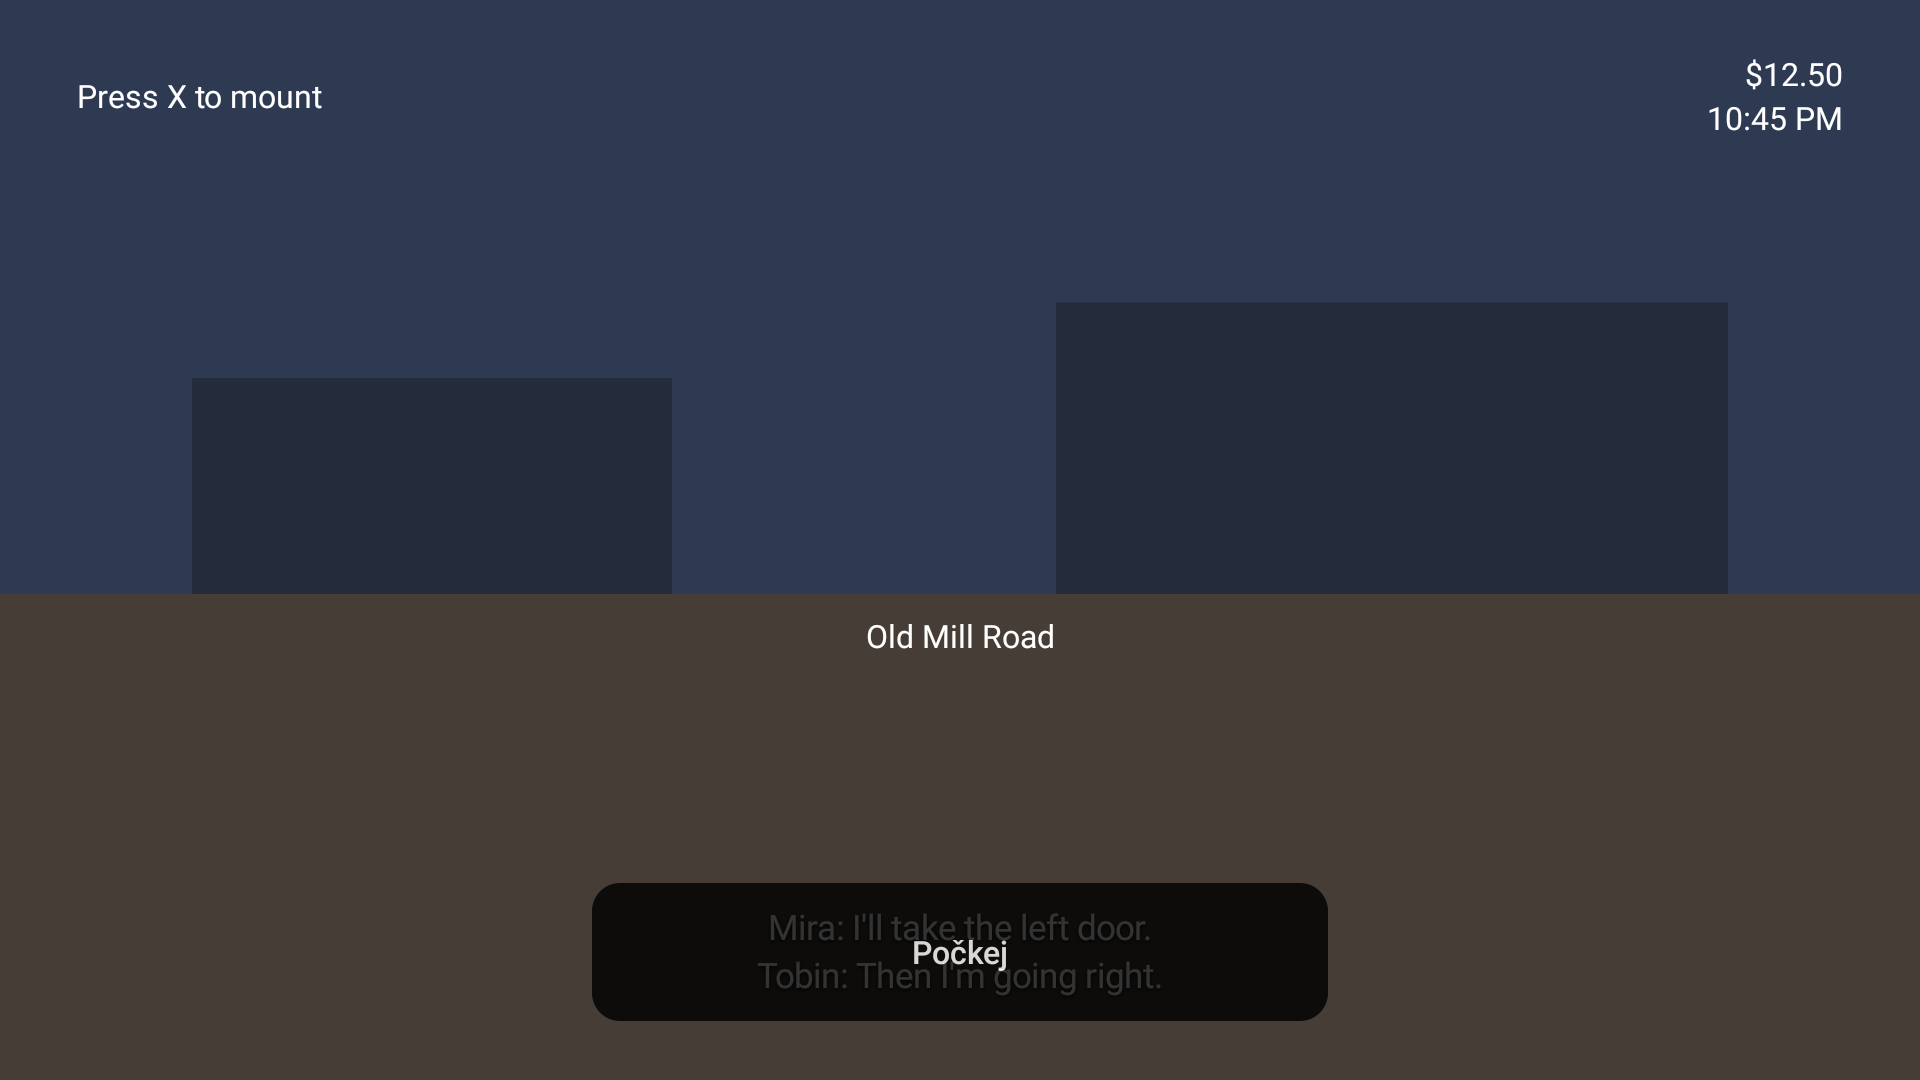 Press X to mount
$12.50
10:45 PM
Old Mill Road
Mira: I'll take the left door.
Počkej
Tobin: Then I'm going right.